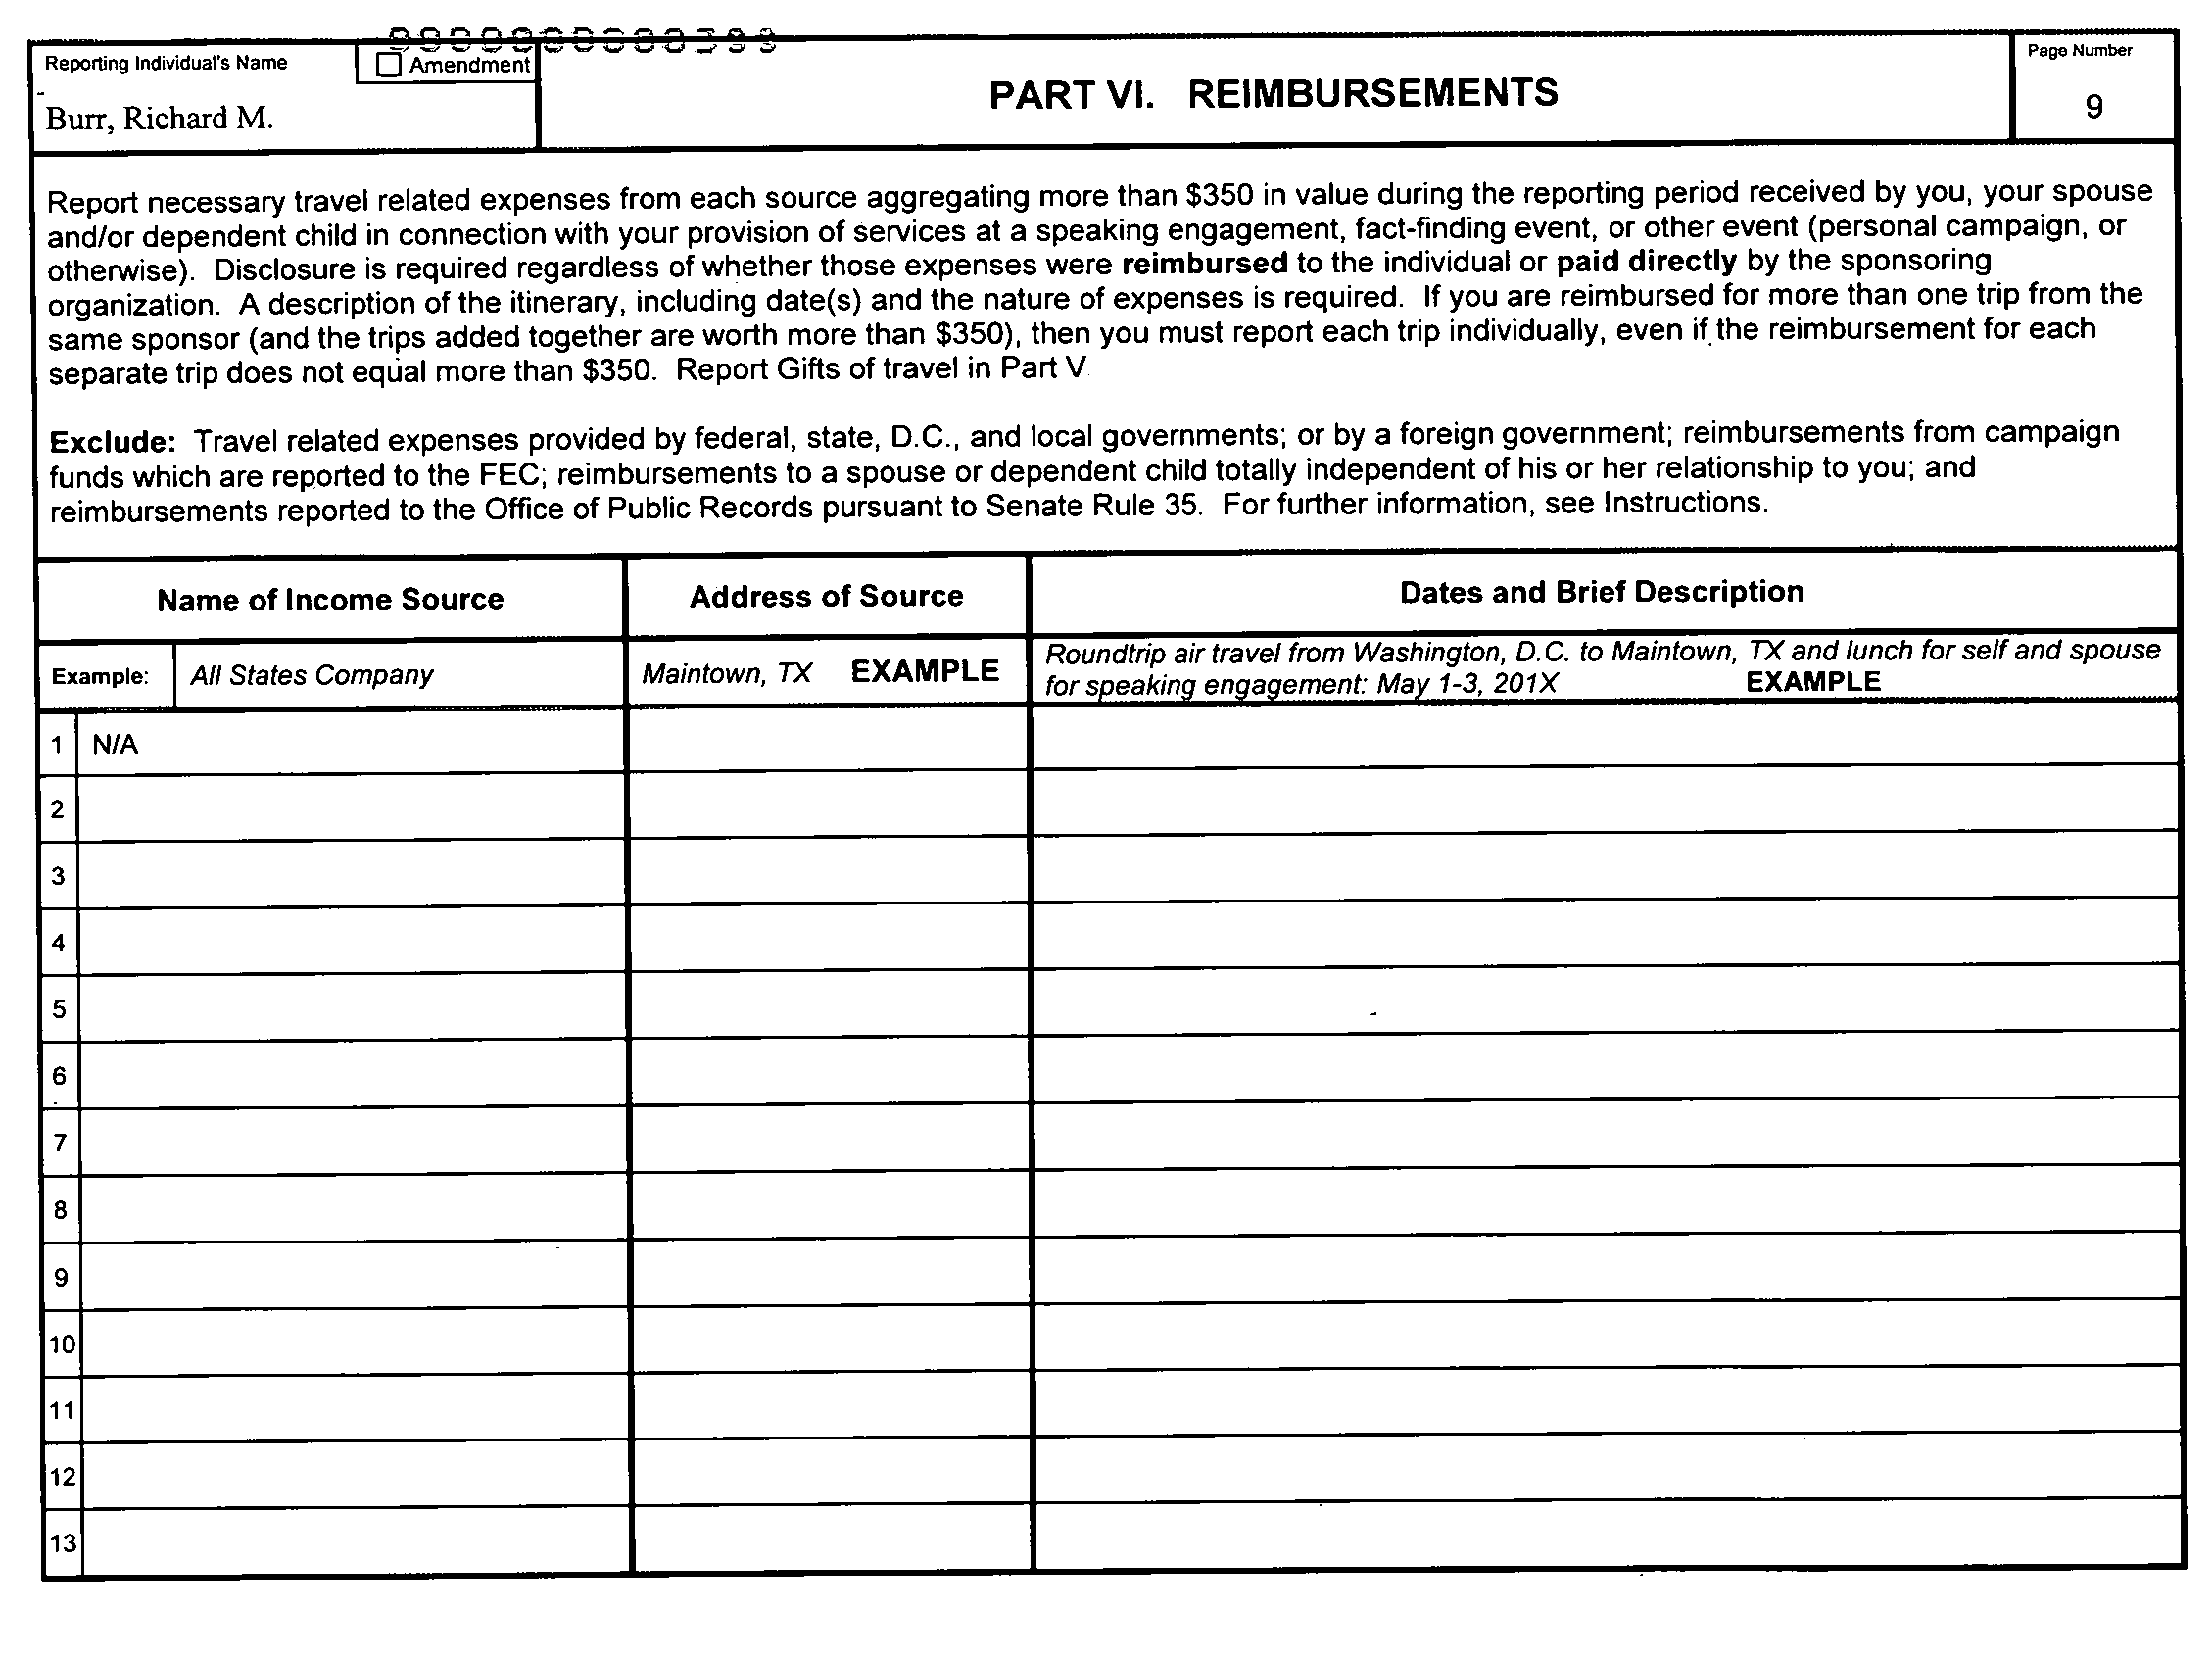 Reporting Individual's Name
Amendment
Burr, Richard M.
PART VI. REIMBURSEMENTS
Page Number
9
Report necessary travel related expenses from each source aggregating more than $350 in value during the reporting period received by you, your spouse
and/or dependent child in connection with your provision of services at a speaking engagement, fact-finding event, or other event (personal campaign, or
otherwise). Disclosure is required regardless of whether those expenses were reimbursed to the individual or paid directly by the sponsoring
organization. A description of the itinerary, including date(s) and the nature of expenses is required. If you are reimbursed for more than one trip from the
same sponsor (and the trips added together are worth more than $350), then you must report each trip individually, even if the reimbursement for each
separate trip does not equal more than $350. Report Gifts of travel in Part V
Exclude: Travel related expenses provided by federal, state, D.C., and local governments; or by a foreign government; reimbursements from campaign
funds which are reported to the FEC; reimbursements to a spouse or dependent child totally independent of his or her relationship to you; and
reimbursements reported to the Office of Public Records pursuant to Senate Rule 35. For further information, see Instructions.
Name of Income Source
Address of Source
Dates and Brief Description
Example: All States Company
Maintown, TX EXAMPLE
Roundtrip air travel from Washington, D.C. to Maintown, TX and lunch for self and spouse
for speaking engagement: May 1-3, 201X EXAMPLE
1 N/A
2
3
4
5
6
7
8
9
10
11
12
13